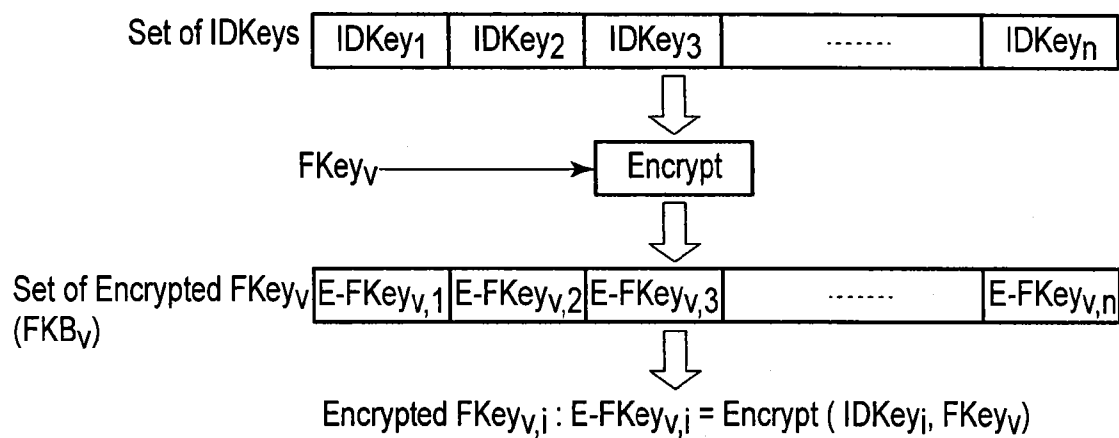 Set of IDKeys IDKey1 IDKey2 IDKey3 ........ IDKeyn
FKeyv Encrypt
Set of Encrypted FKeyv E-FKeyv,1 E-FKeyv,2 E-FKeyv,3 ........ E-FKeyv,n
(FKBv)
Encrypted FKeyv,i : E-FKeyv,i = Encrypt ( IDKeyi, FKeyv)